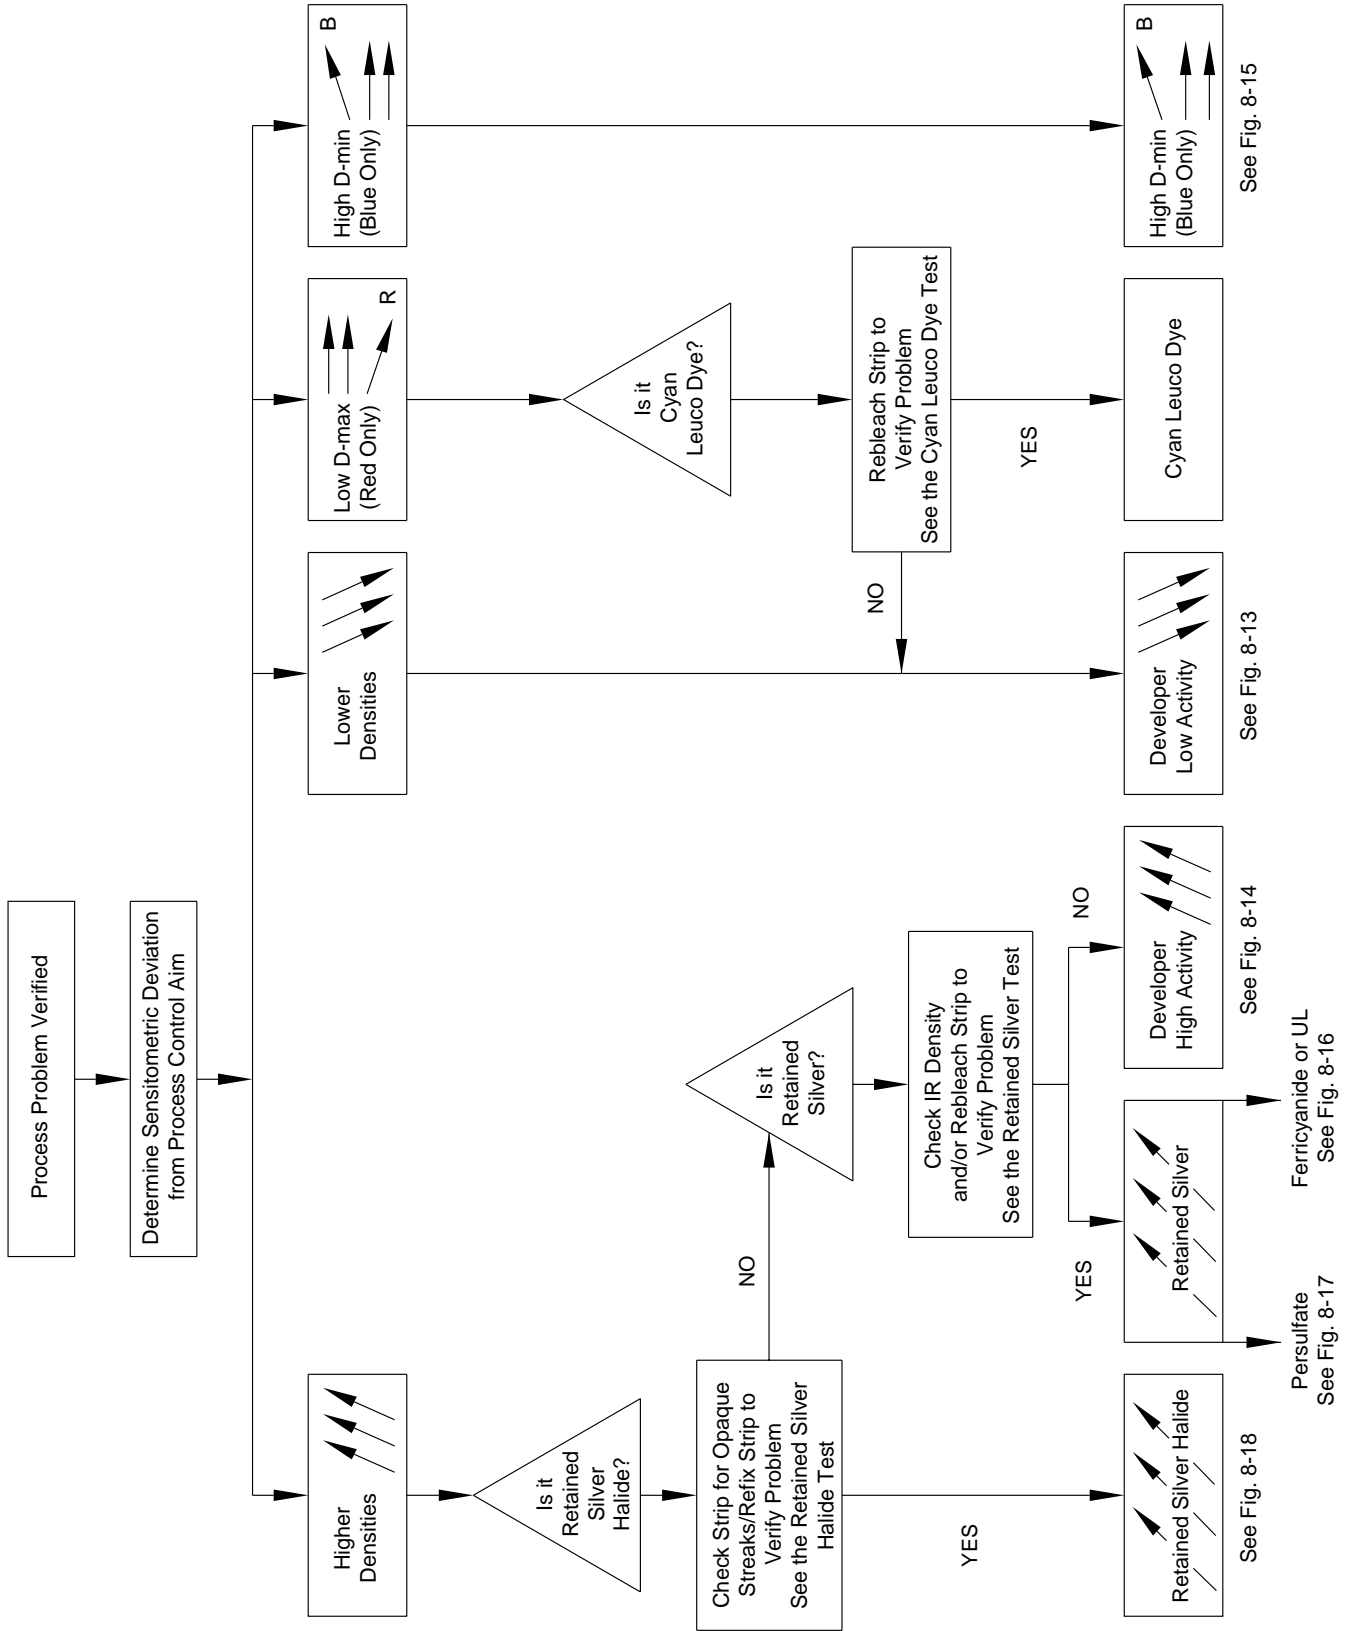 Process Problem Verified
Determine Sensitometric Deviation
from Process Control Aim
Higher
Densities
Lower
Densities
Low D-max
(Red Only)
R
High D-min
(Blue Only)
B
Is it
Retained
Silver
Halide?
Is it
Cyan
Leuco Dye?
Check Strip for Opaque
Streaks/Refix Strip to
Verify Problem
See the Retained Silver
Halide Test
NO
Is it
Retained
Silver?
Rebleach Strip to
Verify Problem
See the Cyan Leuco Dye Test
NO
Check IR Density
and/or Rebleach Strip to
Verify Problem
See the Retained Silver Test
YES
YES
NO
YES
Retained Silver Halide
See Fig. 8-18
Retained Silver
Persulfate
See Fig. 8-17
Ferricyanide or UL
See Fig. 8-16
Developer
High Activity
See Fig. 8-14
Developer
Low Activity
See Fig. 8-13
Cyan Leuco Dye
High D-min
(Blue Only)
B
See Fig. 8-15